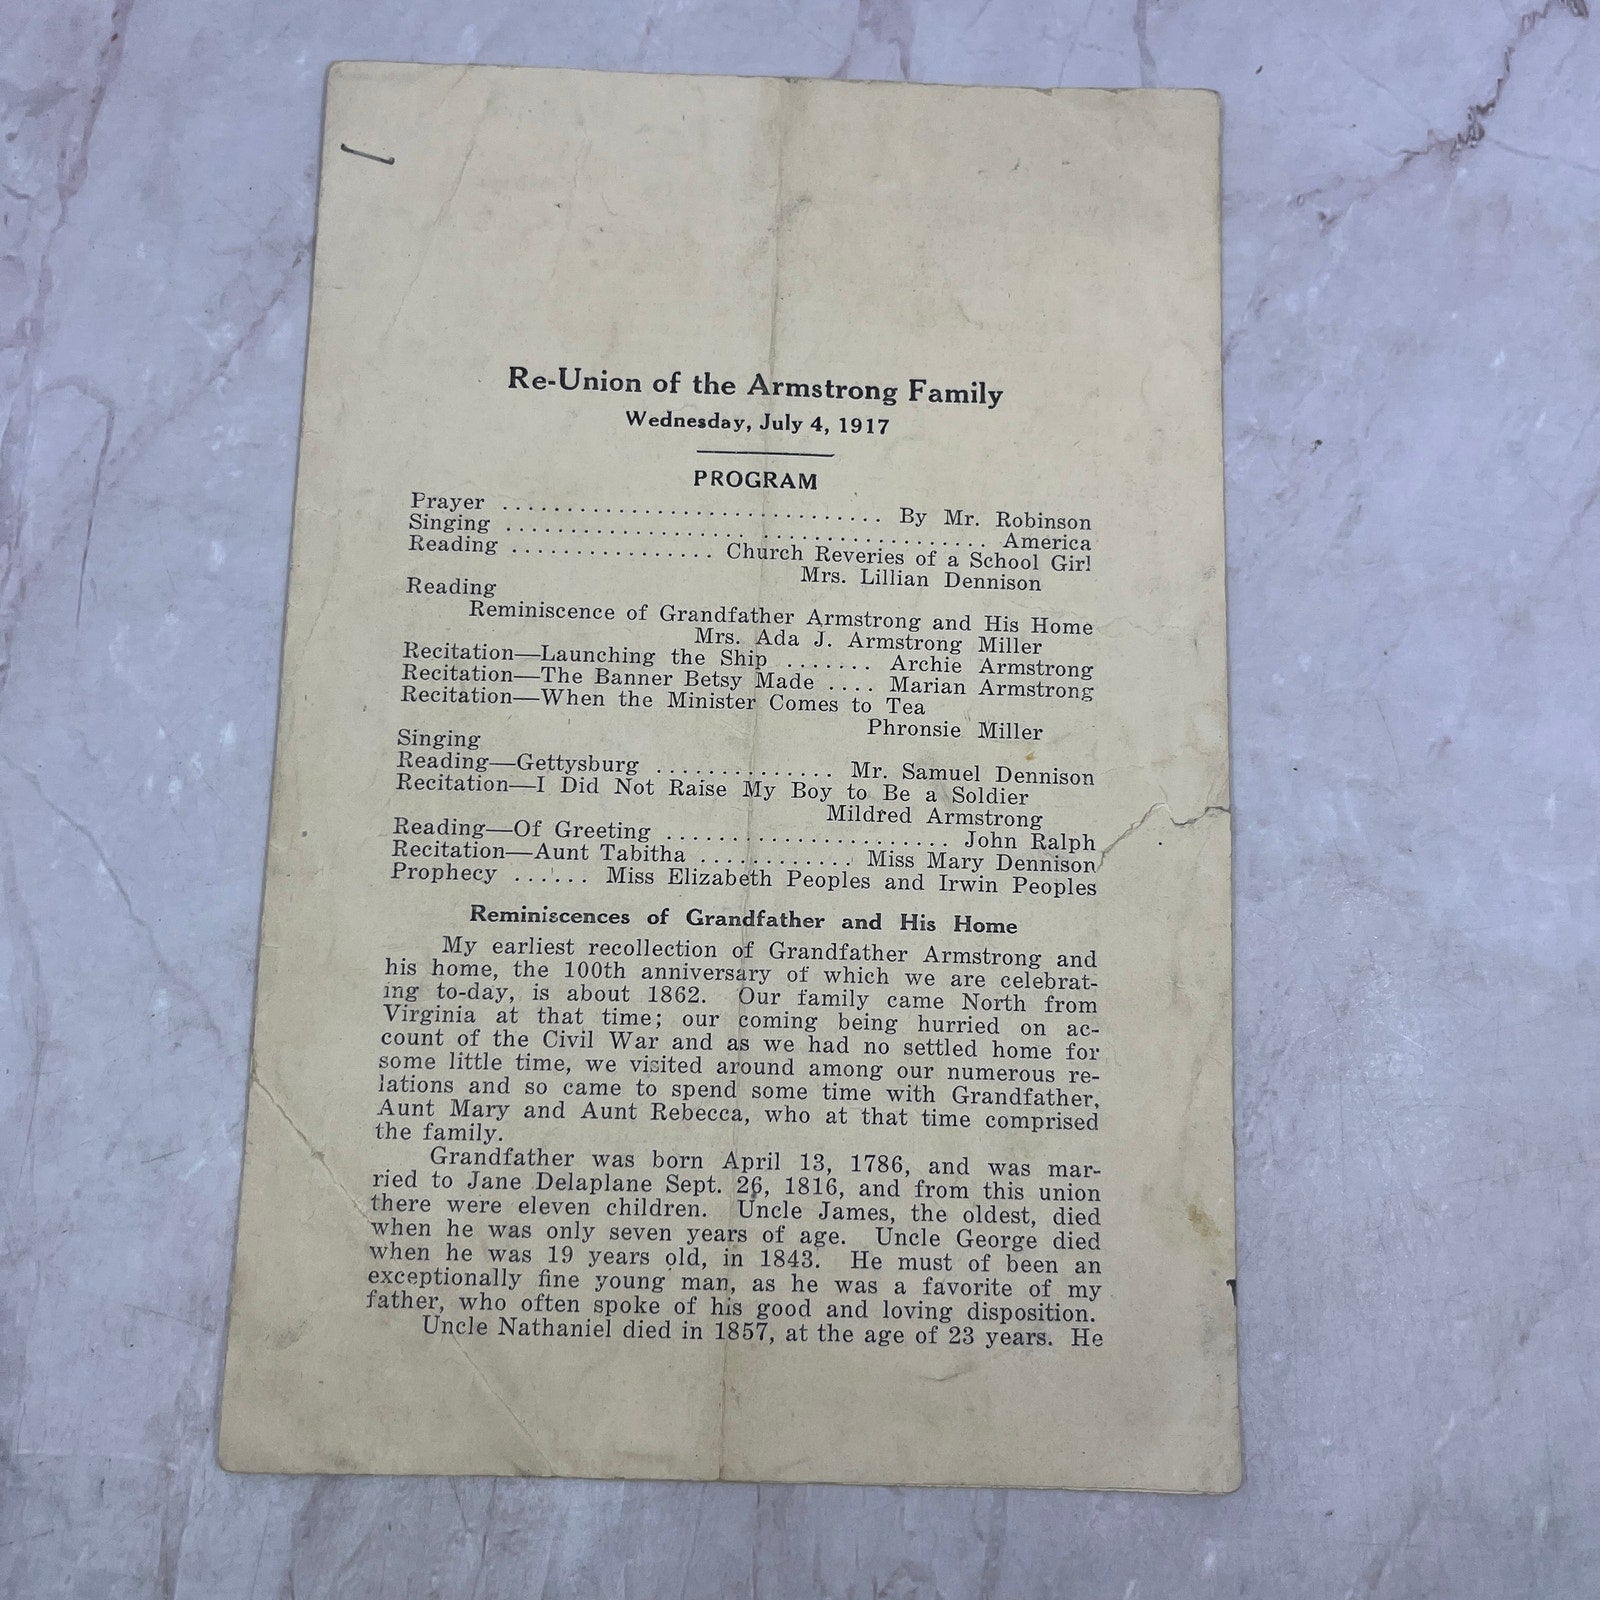 Re-Union of the Armstrong Family
Wednesday, July 4, 1917
PROGRAM
Prayer .............................. By Mr. Robinson
Singing ..................................... America
Reading ................ Church Reveries of a School Girl
Mrs. Lillian Dennison
Reading
Reminiscence of Grandfather Armstrong and His Home
Mrs. Ada J. Armstrong Miller
Recitation—Launching the Ship ....... Archie Armstrong
Recitation—The Banner Betsy Made .... Marian Armstrong
Recitation—When the Minister Comes to Tea
Phronsie Miller
Singing
Reading—Gettysburg .............. Mr. Samuel Dennison
Recitation—I Did Not Raise My Boy to Be a Soldier
Mildred Armstrong
Reading—Of Greeting ...................... John Ralph
Recitation—Aunt Tabitha ............ Miss Mary Dennison
Prophecy ...... Miss Elizabeth Peoples and Irwin Peoples
Reminiscences of Grandfather and His Home
My earliest recollection of Grandfather Armstrong and
his home, the 100th anniversary of which we are celebrat-
ing to-day, is about 1862. Our family came North from
Virginia at that time; our coming being hurried on ac-
count of the Civil War and as we had no settled home for
some little time, we visited around among our numerous re-
lations and so came to spend some time with Grandfather,
Aunt Mary and Aunt Rebecca, who at that time comprised
the family.
Grandfather was born April 13, 1786, and was mar-
ried to Jane Delaplane Sept. 26, 1816, and from this union
there were eleven children. Uncle James, the oldest, died
when he was only seven years of age. Uncle George died
when he was 19 years old, in 1843. He must of been an
exceptionally fine young man, as he was a favorite of my
father, who often spoke of his good and loving disposition.
Uncle Nathaniel died in 1857, at the age of 23 years. He